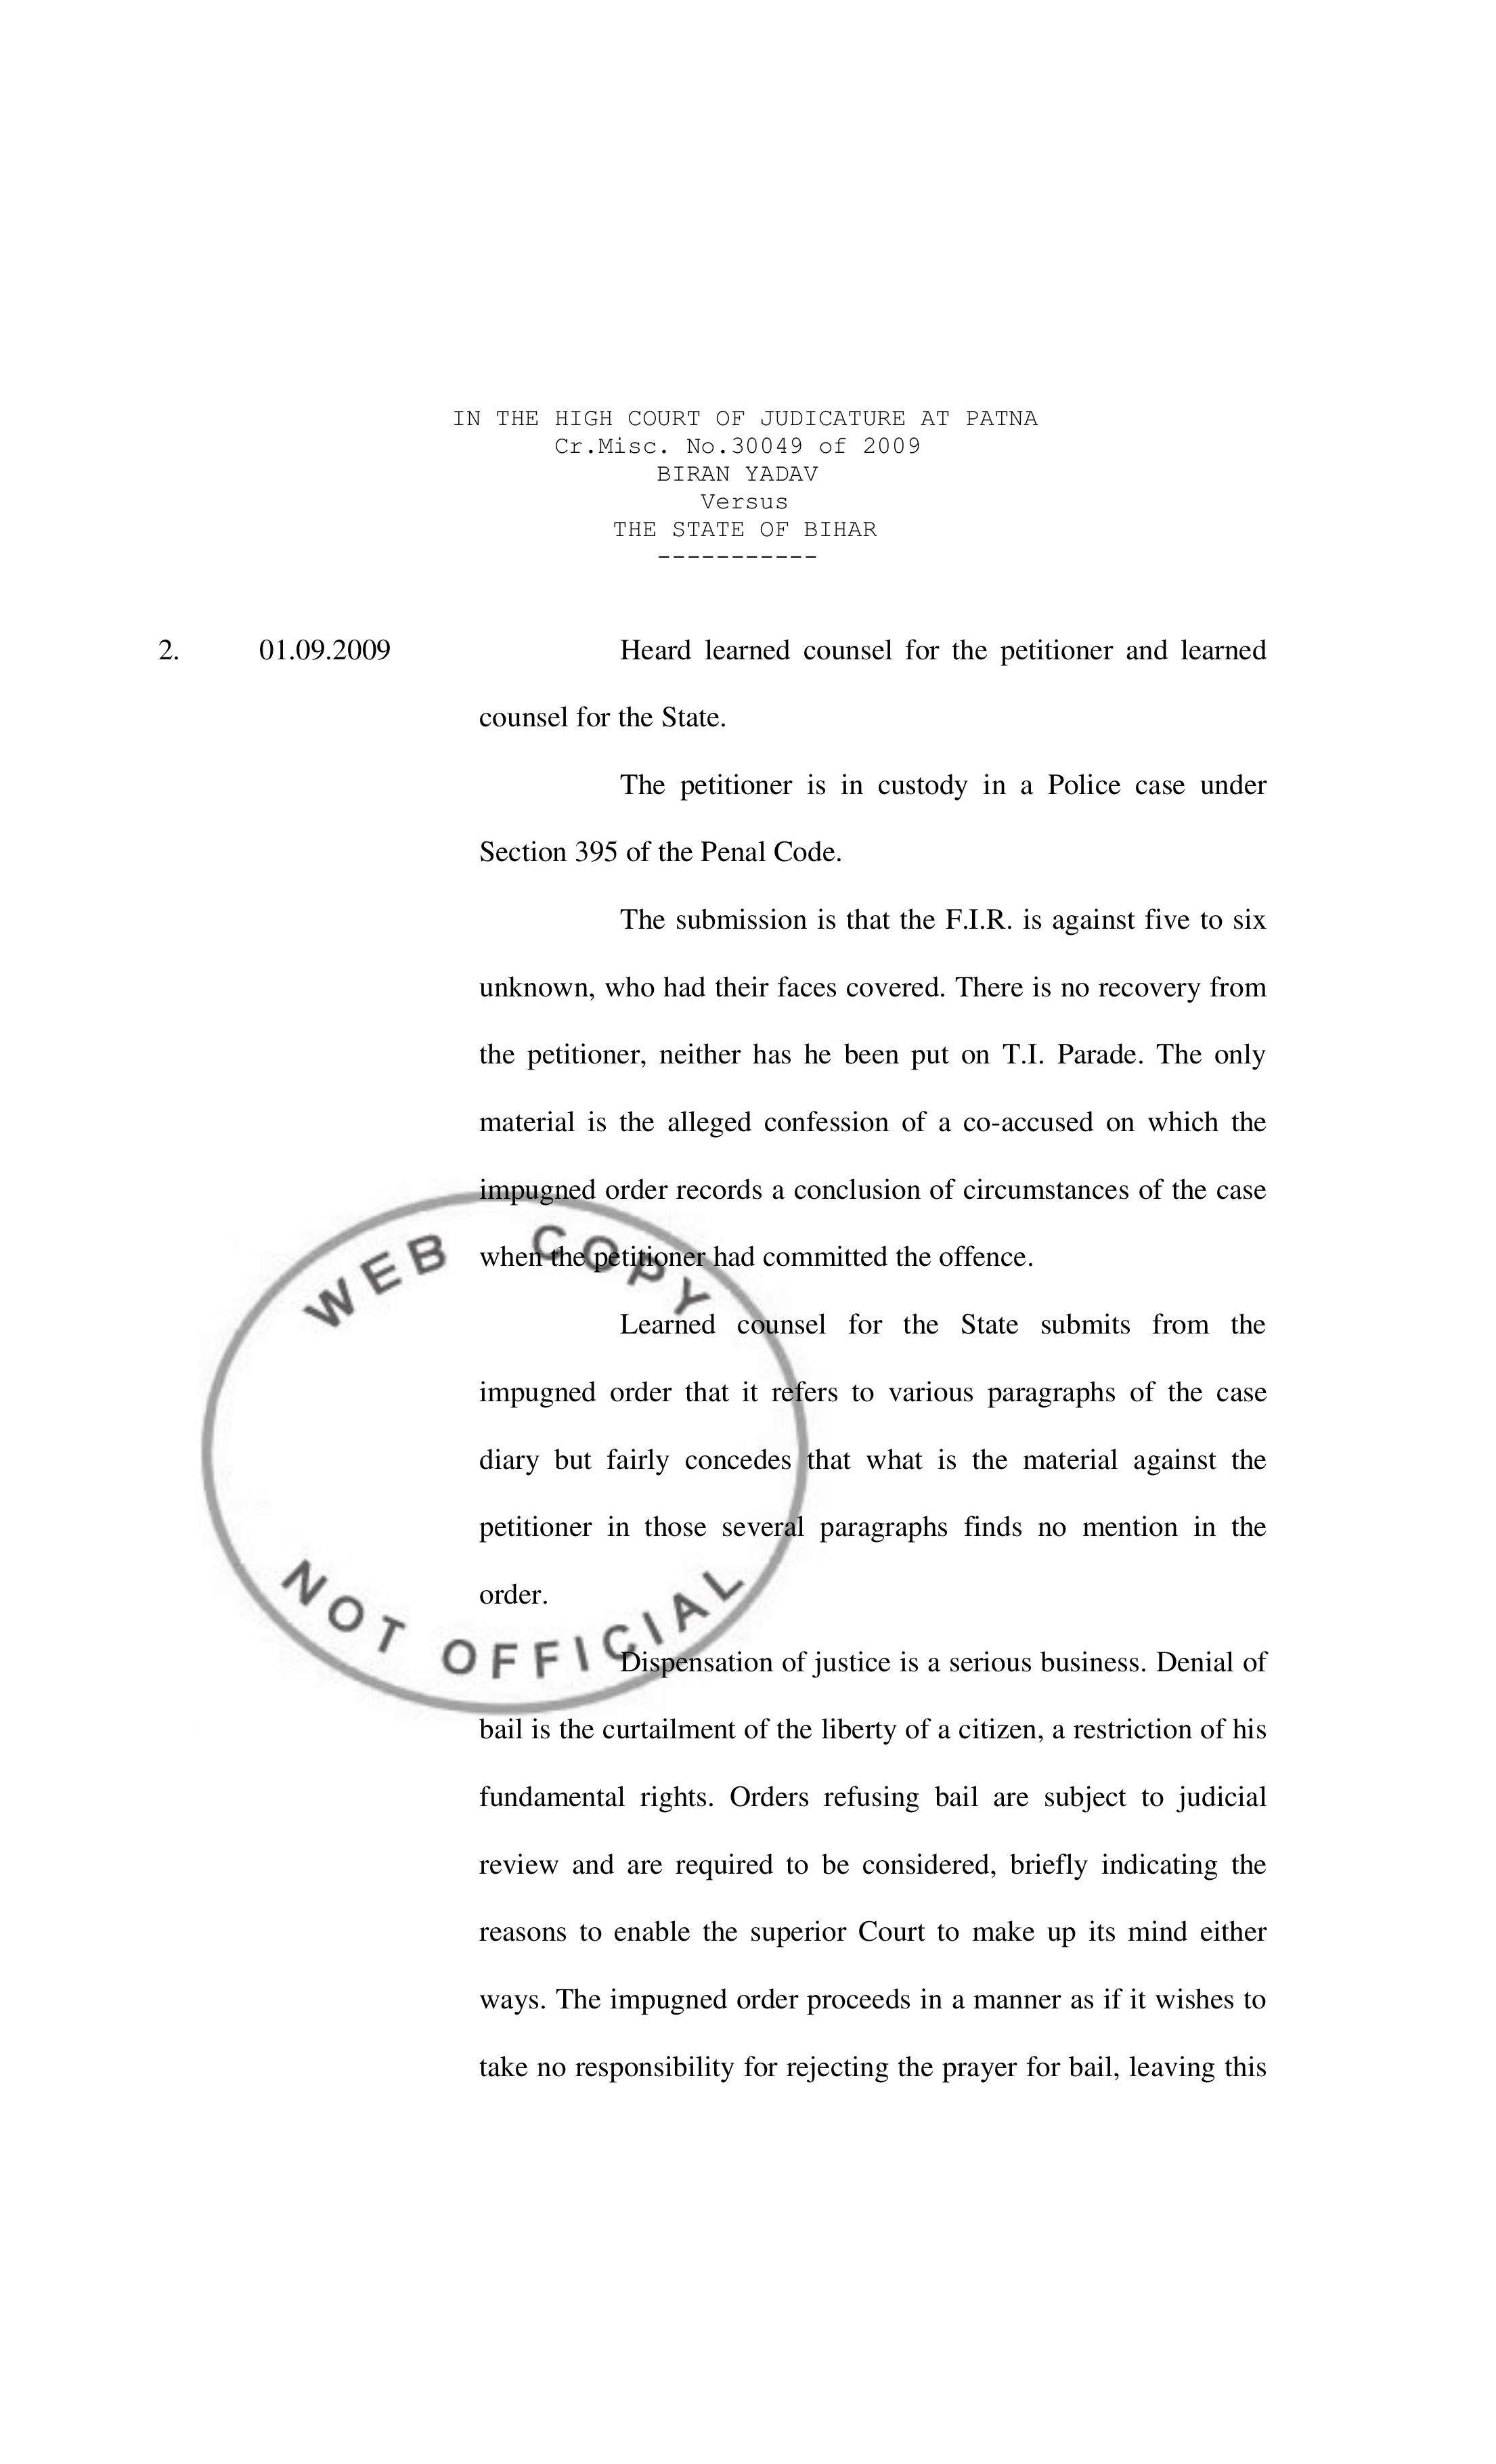 IN THE HIGH COURT OF JUDICATURE AT PATNA
Cr.Misc. No.30049 of 2009
BIRAN YADAV
Versus
THE STATE OF BIHAR
-----------
2. 01.09.2009 Heard learned counsel for the petitioner and learned
counsel for the State.
The petitioner is in custody in a Police case under
Section 395 of the Penal Code.
The submission is that the F.I.R. is against five to six
unknown, who had their faces covered. There is no recovery from
the petitioner, neither has he been put on T.I. Parade. The only
material is the alleged confession of a co-accused on which the
impugned order records a conclusion of circumstances of the case
when the petitioner had committed the offence.
Learned counsel for the State submits from the
impugned order that it refers to various paragraphs of the case
diary but fairly concedes that what is the material against the
petitioner in those several paragraphs finds no mention in the
order.
Dispensation of justice is a serious business. Denial of
bail is the curtailment of the liberty of a citizen, a restriction of his
fundamental rights. Orders refusing bail are subject to judicial
review and are required to be considered, briefly indicating the
reasons to enable the superior Court to make up its mind either
ways. The impugned order proceeds in a manner as if it wishes to
take no responsibility for rejecting the prayer for bail, leaving this
WEB COPY
NOT OFFICIAL